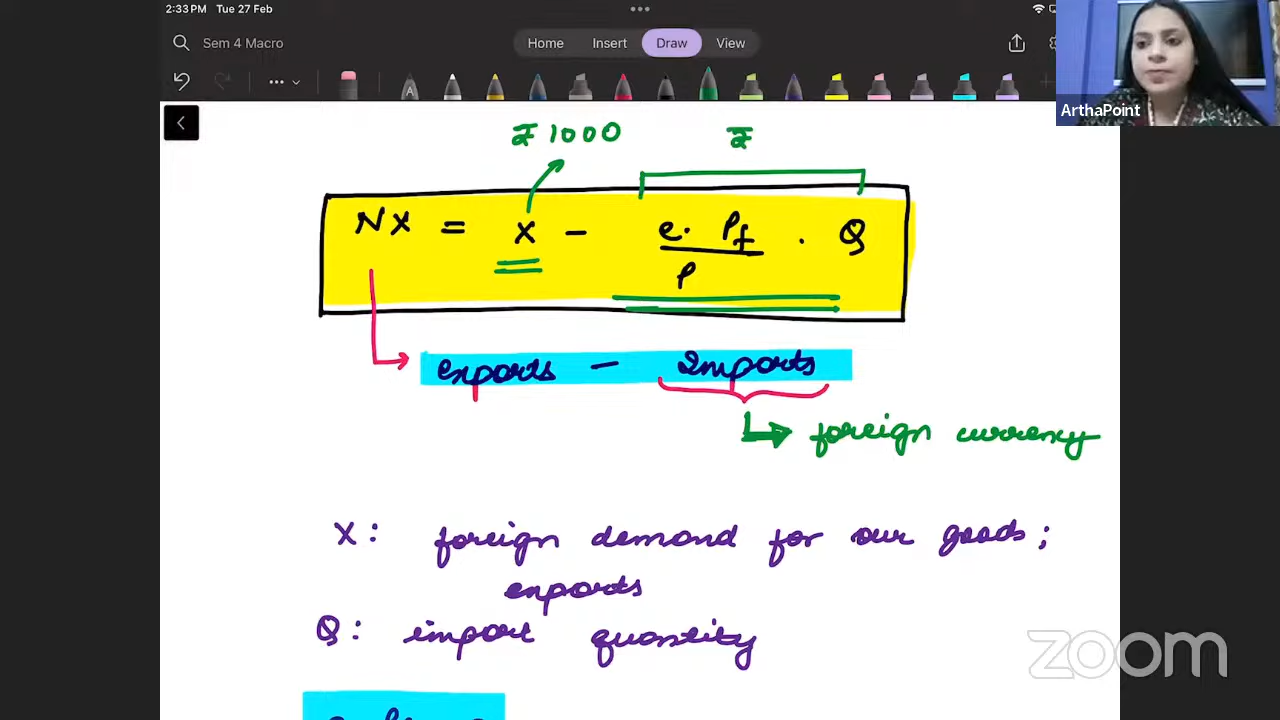 2:33 PM Tue 27 Feb
Sem 4 Macro
Home Insert Draw View
A
ArthaPoint
₹ 1000 ₹
NX = X - e. Pf / P . Q
exports - Imports
foreign currency
X: foreign demand for our goods;
exports
Q: import quantity
zoom